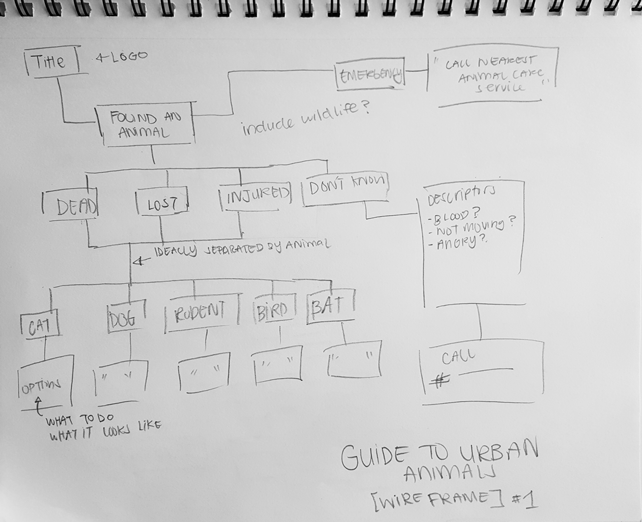 Title
LOGO
EMERGENCY
"CALL NEAREST
ANIMAL CARE
SERVICE"
FOUND AN
ANIMAL
include wildlife?
DEAD
LOST
INJURED
DON'T KNOW
DESCRIPTORS
- BLOOD?
- NOT MOVING?
- ANGRY?
IDEALLY SEPARATED BY ANIMAL
CAT
DOG
RODENT
BIRD
BAT
OPTIONS
" "
" "
" "
" "
CALL
#
WHAT TO DO
WHAT IT LOOKS LIKE
GUIDE TO URBAN
ANIMALS
[WIREFRAME] #1